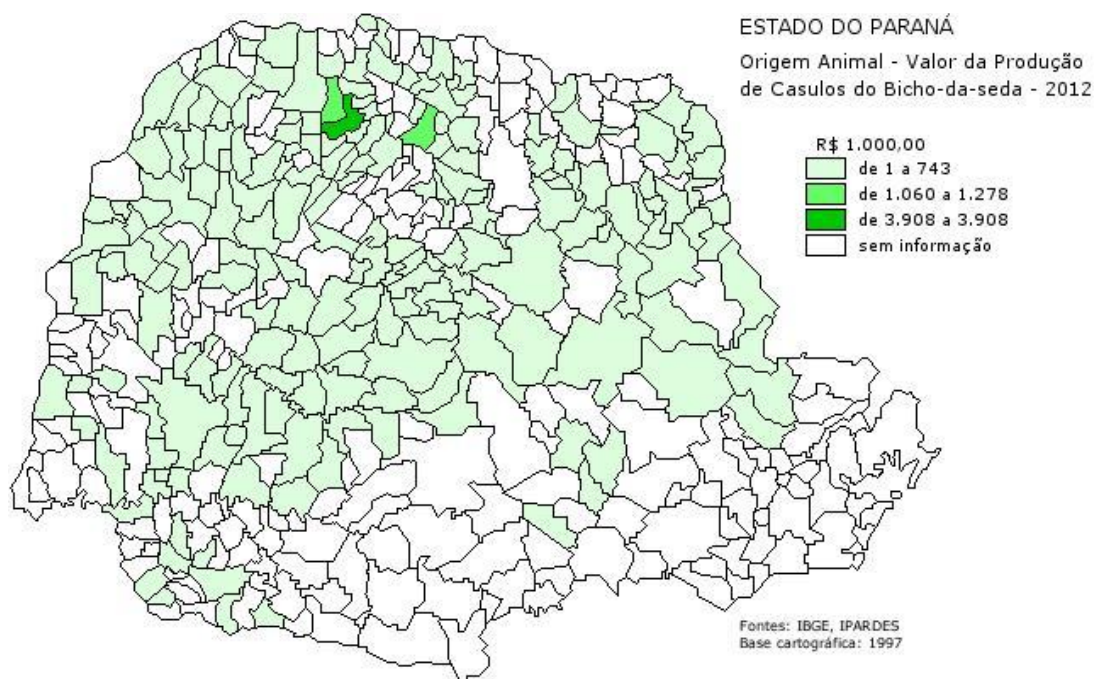 ESTADO DO PARANÁ
Origem Animal - Valor da Produção
de Casulos do Bicho-da-seda - 2012
R$ 1.000,00
de 1 a 743
de 1.060 a 1.278
de 3.908 a 3.908
sem informação
Fontes: IBGE, IPARDES
Base cartográfica: 1997